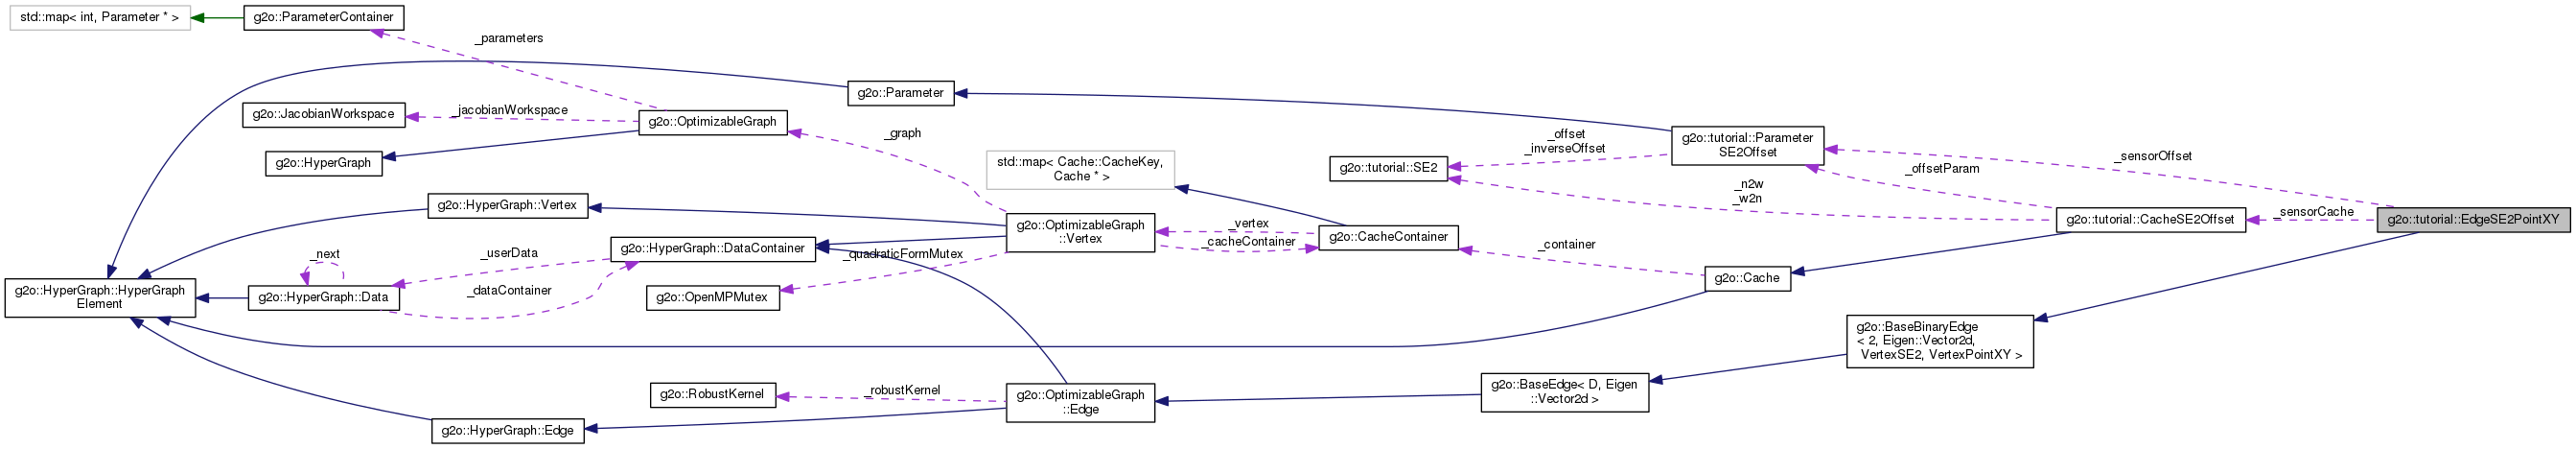 std::map< int, Parameter * >
g2o::ParameterContainer
_parameters
g2o::Parameter
g2o::JacobianWorkspace
_jacobianWorkspace
g2o::OptimizableGraph
g2o::HyperGraph
_graph
std::map< Cache::CacheKey,
Cache * >
_offset
_inverseOffset
g2o::tutorial::SE2
g2o::tutorial::Parameter
SE2Offset
_sensorOffset
_offsetParam
_n2w
_w2n
g2o::HyperGraph::Vertex
g2o::OptimizableGraph
::Vertex
_vertex
_cacheContainer
g2o::CacheContainer
g2o::tutorial::CacheSE2Offset
_sensorCache
g2o::tutorial::EdgeSE2PointXY
g2o::HyperGraph::DataContainer
_container
_next
_userData
_quadraticFormMutex
g2o::Cache
g2o::HyperGraph::HyperGraph
Element
g2o::HyperGraph::Data
_dataContainer
g2o::OpenMPMutex
g2o::BaseBinaryEdge
< 2, Eigen::Vector2d,
VertexSE2, VertexPointXY >
g2o::RobustKernel
_robustKernel
g2o::OptimizableGraph
::Edge
g2o::BaseEdge< D, Eigen
::Vector2d >
g2o::HyperGraph::Edge